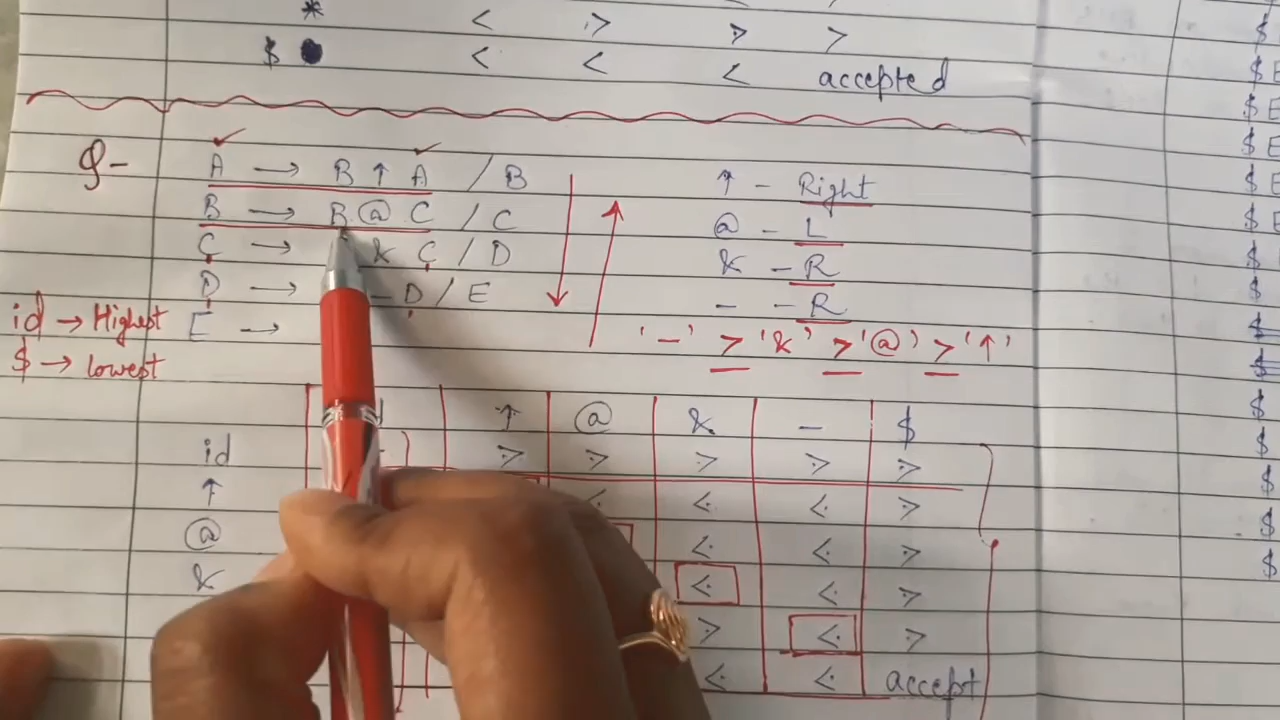 * < ·> ·> >
$ < < < accepted
Q- A → B ↑ A / B
B → B @ C / C
C → & C / D
D → - D / E
E →
↑ - Right
@ - L
& - R
- - R
'-' > '&' > '@' > '↑'
id → Highest
$ → lowest
↑ @ & - $
id ·> ·> ·> ·> ·>
↑ <· <· <· ·>
@ <· <· ·>
& <· <· ·>
·> <· ·>
<· <· accept
$
$ E
$ E
$ E
$ E
$ E
$
$
$
$
$
$
$
$
$